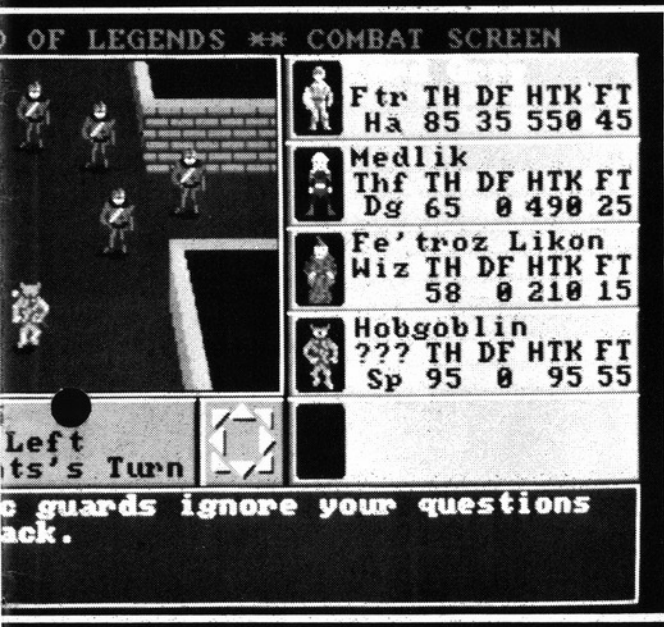 OF LEGENDS ** COMBAT SCREEN
Ftr TH DF HTK FT
Ha 85 35 550 45
Medlik
Thf TH DF HTK FT
Dg 65 0 490 25
Fe'troz Likon
Wiz TH DF HTK FT
58 0 210 15
Hobgoblin
??? TH DF HTK FT
Sp 95 0 95 55
Left
ts's Turn
c guards ignore your questions
ack.